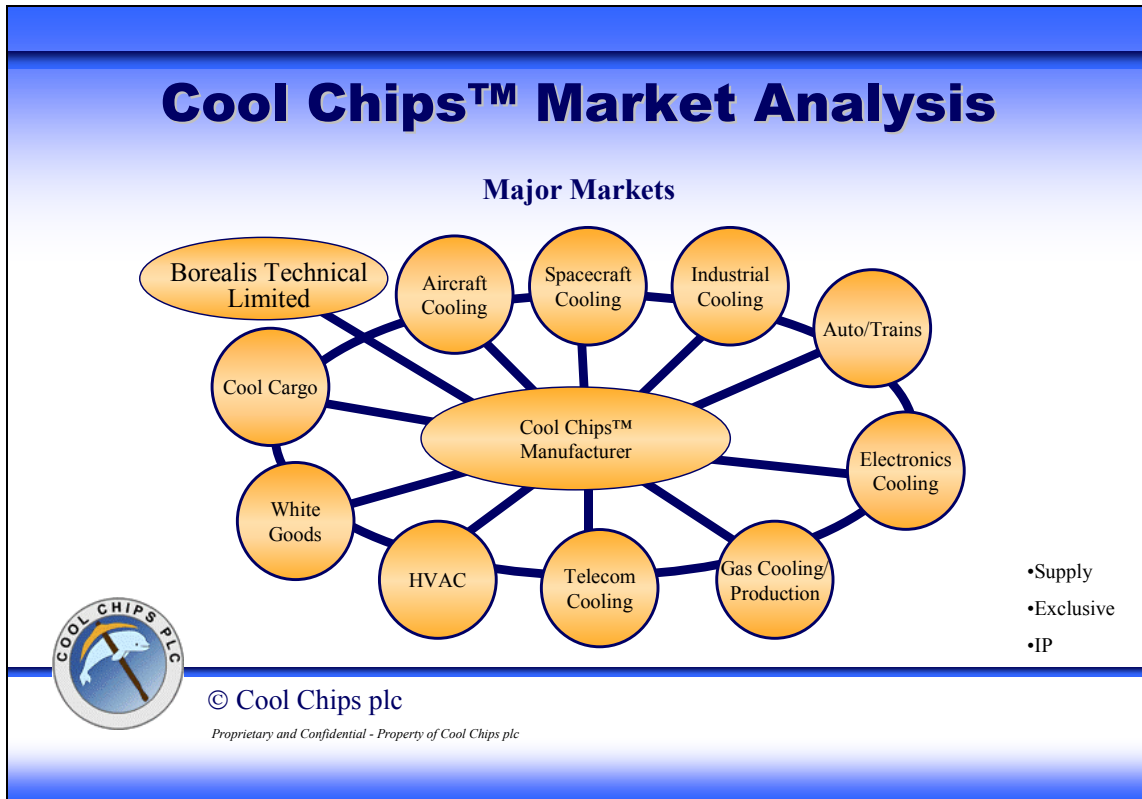 Cool Chips™ Market Analysis
Major Markets
Borealis Technical
Limited
Aircraft
Cooling
Spacecraft
Cooling
Industrial
Cooling
Auto/Trains
Cool Cargo
Cool Chips™
Manufacturer
Electronics
Cooling
White
Goods
HVAC
Telecom
Cooling
Gas Cooling/
Production
•Supply
•Exclusive
•IP
COOL CHIPS PLC
© Cool Chips plc
Proprietary and Confidential - Property of Cool Chips plc